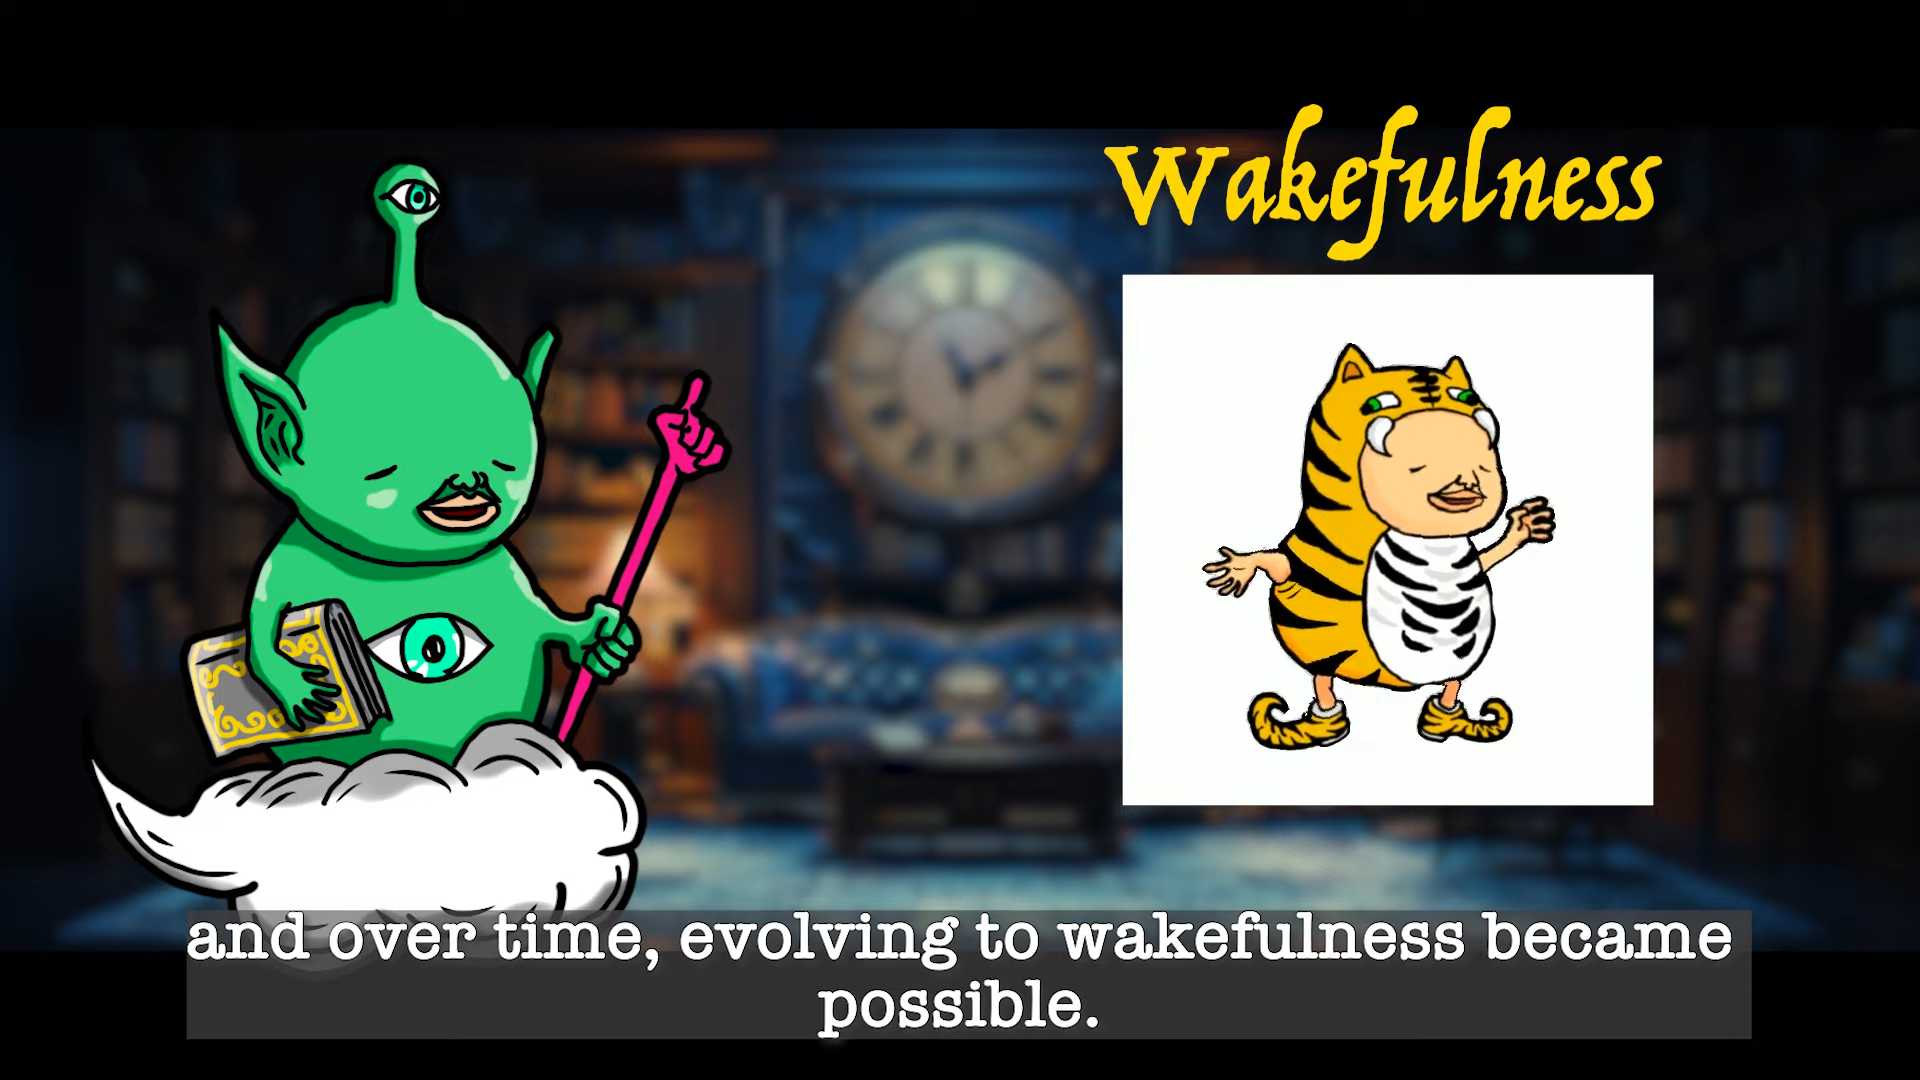 Wakefulness
and over time, evolving to wakefulness became
possible.